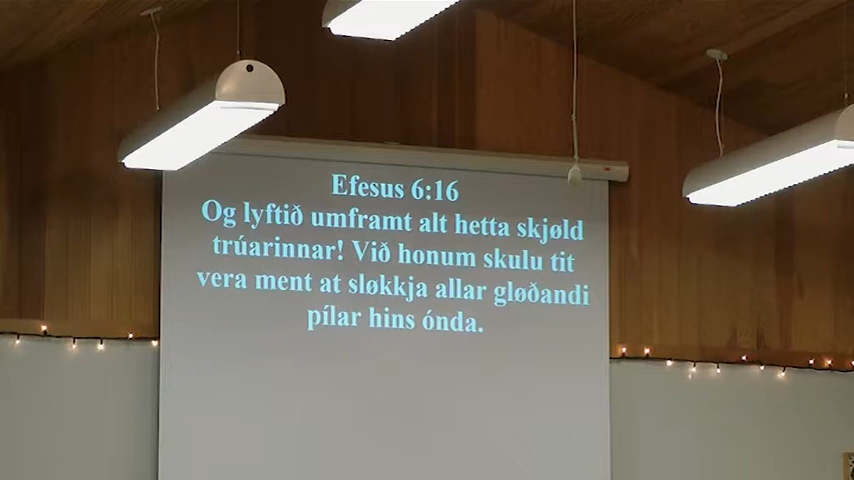 Efesus 6:16
Og lyftið umframt alt hetta skjøld
trúarinnar! Við honum skulu tit
vera ment at sløkkja allar gløðandi
pílar hins ónda.